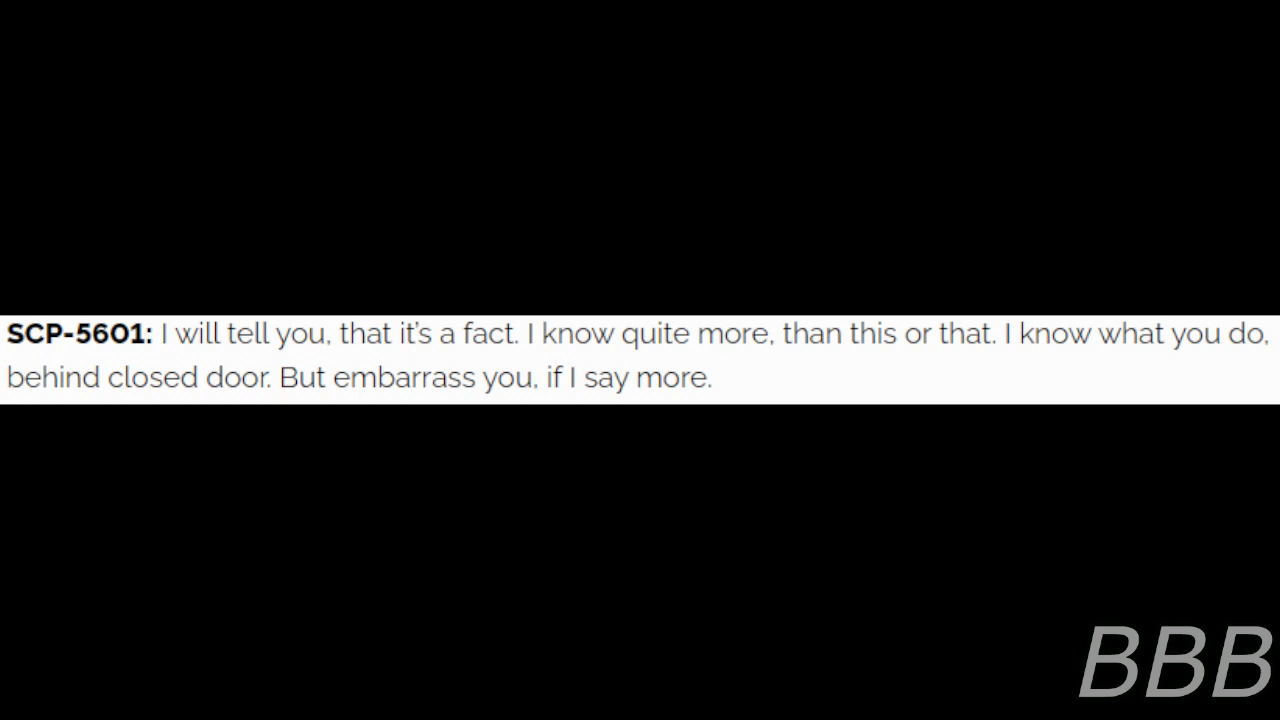 SCP-5601: I will tell you, that it's a fact. I know quite more, than this or that. I know what you do,
behind closed door. But embarrass you, if I say more.
BBB